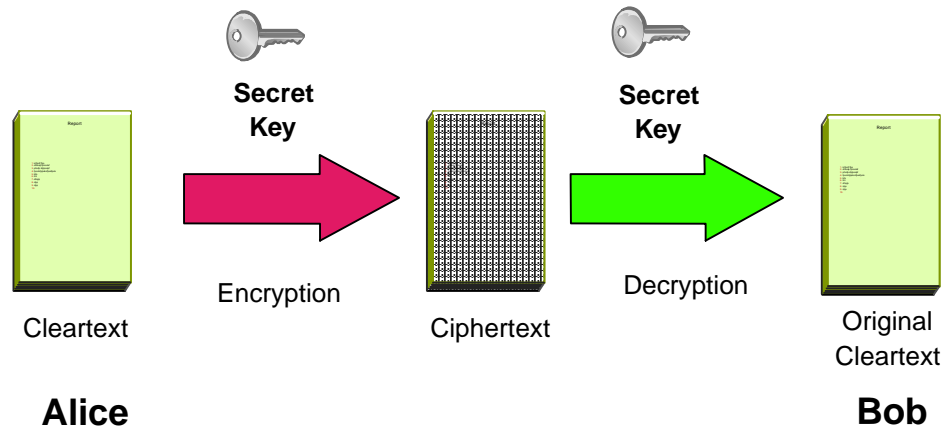 Secret
Key
Secret
Key
Report
Report
Encryption
Decryption
Cleartext
Ciphertext
Original
Cleartext
Alice
Bob